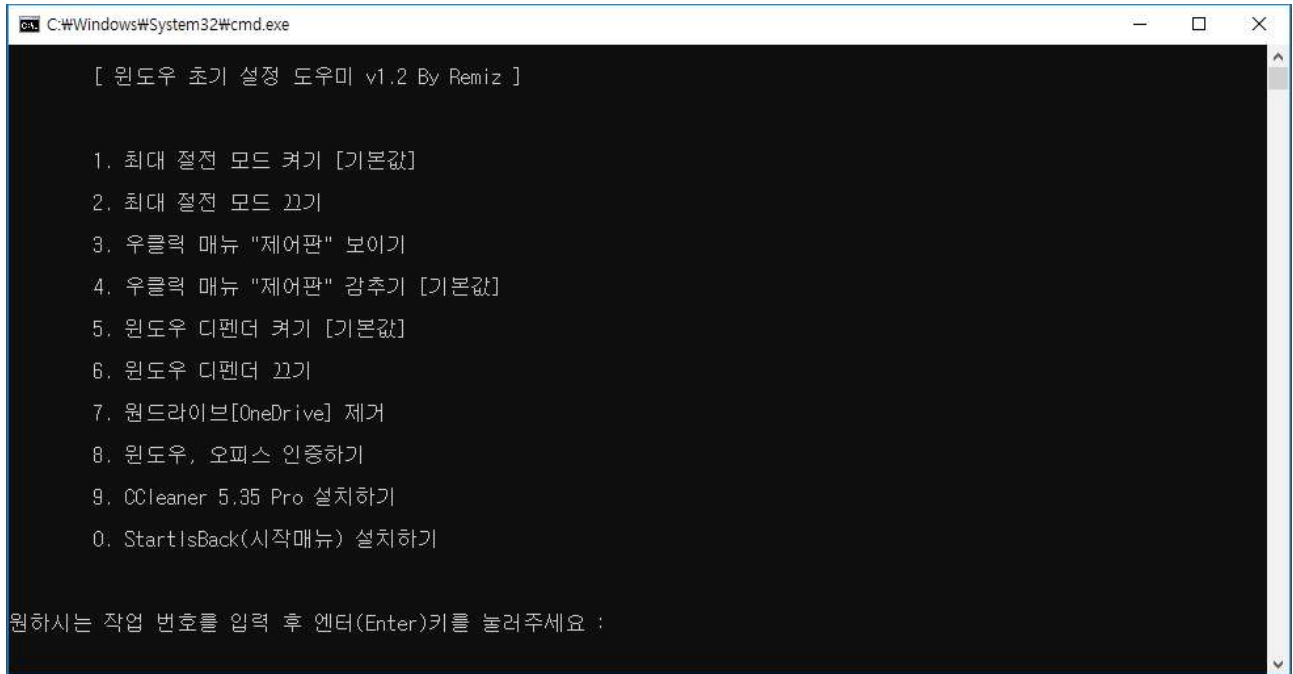 C:₩Windows₩System32₩cmd.exe
[ 윈도우 초기 설정 도우미 v1.2 By Remiz ]
1. 최대 절전 모드 켜기 [기본값]
2. 최대 절전 모드 끄기
3. 우클릭 매뉴 "제어판" 보이기
4. 우클릭 매뉴 "제어판" 감추기 [기본값]
5. 윈도우 디펜더 켜기 [기본값]
6. 윈도우 디펜더 끄기
7. 원드라이브[OneDrive] 제거
8. 윈도우, 오피스 인증하기
9. CCleaner 5.35 Pro 설치하기
0. StartIsBack(시작매뉴) 설치하기
원하시는 작업 번호를 입력 후 엔터(Enter)키를 눌러주세요 :